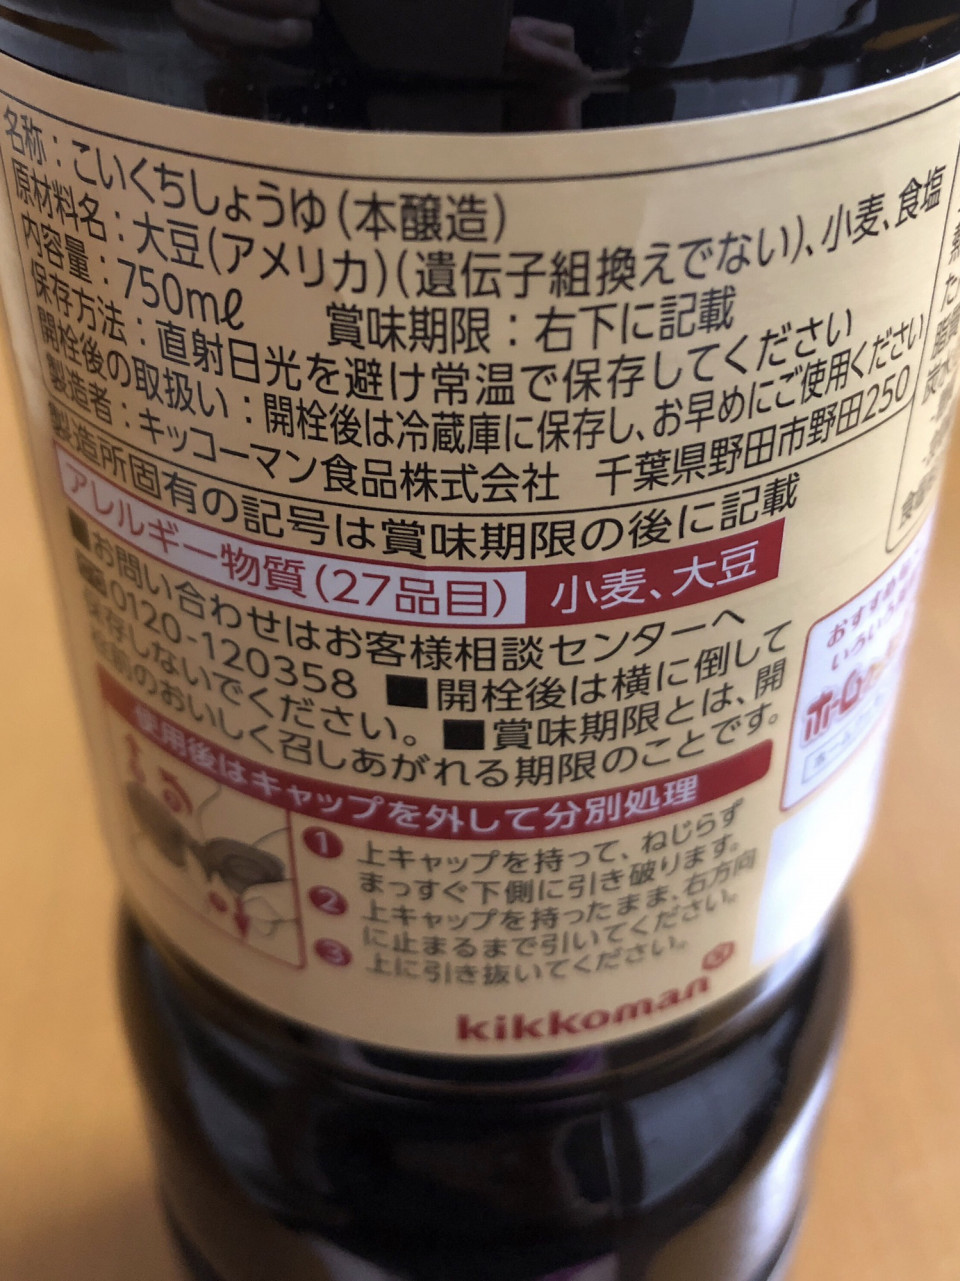 名称：こいくちしょうゆ（本醸造）
原材料名：大豆（アメリカ）（遺伝子組換えでない）、小麦、食塩
内容量：750mℓ 賞味期限：右下に記載
保存方法：直射日光を避け常温で保存してください
開栓後の取扱い：開栓後は冷蔵庫に保存し、お早めにご使用ください
製造者：キッコーマン食品株式会社 千葉県野田市野田250
製造所固有の記号は賞味期限の後に記載
アレルギー物質（27品目） 小麦、大豆
■お問い合わせはお客様相談センターへ
0120-120358 ■開栓後は横に倒して
保存しないでください。■賞味期限とは、開
栓前のおいしく召しあがれる期限のことです。
使用後はキャップを外して分別処理
1 上キャップを持って、ねじらず
まっすぐ下側に引き破ります。
2 上キャップを持ったまま、右方向
に止まるまで引いてください。
3 上に引き抜いてください。
kikkoman®
おすすめ
いろいろ